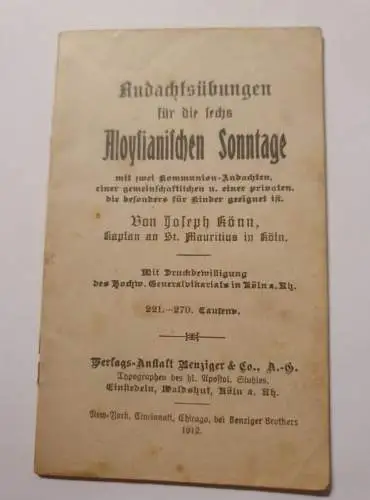 Andachtsübungen
für die sechs
Aloysianischen Sonntage
mit zwei Kommunion-Andachten,
einer gemeinschaftlichen u. einer privaten,
die besonders für Kinder geeignet ist.
Von Joseph Könn,
Kaplan an St. Mauritius in Köln.
Mit Druckbewilligung
des Hochw. Generalvikariats in Köln a. Rh.
221.—270. Tausend.
Verlags-Anstalt Benziger & Co., A.-G.
Typographen des hl. Apostol. Stuhles,
Einsiedeln, Waldshut, Köln a. Rh.
New-York, Cincinnati, Chicago, bei Benziger Brothers
1912.